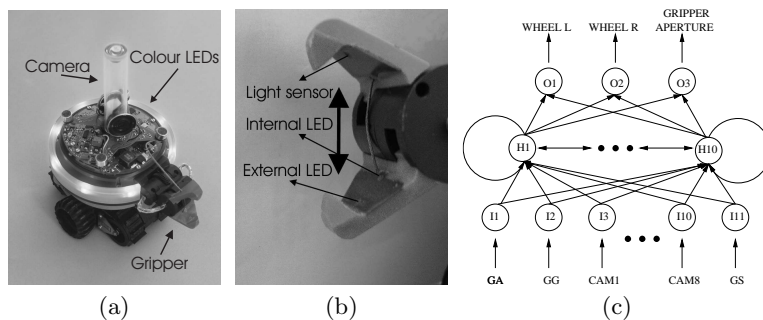 Camera
Colour LEDs
Gripper
(a)
Light sensor
Internal LED
External LED
(b)
WHEEL L
WHEEL R
GRIPPER
APERTURE
O1
O2
O3
H1
H10
I1
I2
I3
I10
I11
GA
GG
CAM1
CAM8
GS
(c)